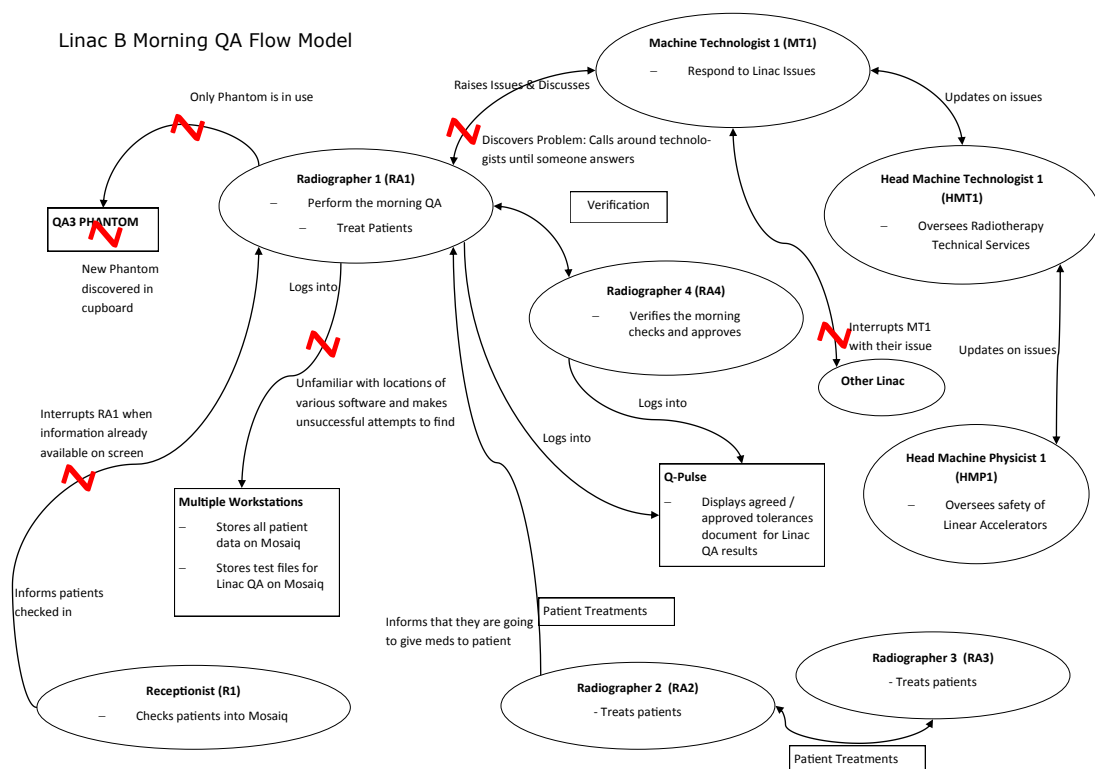 Linac B Morning QA Flow Model
Machine Technologist 1 (MT1)
– Respond to Linac Issues
Only Phantom is in use
Raises Issues & Discusses
Updates on issues
Discovers Problem: Calls around technolo-
gists until someone answers
Radiographer 1 (RA1)
– Perform the morning QA
– Treat Patients
Head Machine Technologist 1
(HMT1)
– Oversees Radiotherapy
Technical Services
Verification
QA3 PHANTOM
New Phantom
discovered in
cupboard
Logs into
Radiographer 4 (RA4)
– Verifies the morning
checks and approves
Interrupts MT1
with their issue
Updates on issues
Other Linac
Unfamiliar with locations of
various software and makes
unsuccessful attempts to find
Interrupts RA1 when
information already
available on screen
Logs into
Logs into
Head Machine Physicist 1
(HMP1)
– Oversees safety of
Linear Accelerators
Multiple Workstations
– Stores all patient
data on Mosaiq
– Stores test files for
Linac QA on Mosaiq
Q-Pulse
– Displays agreed /
approved tolerances
document for Linac
QA results
Informs patients
checked in
Patient Treatments
Informs that they are going
to give meds to patient
Radiographer 3 (RA3)
- Treats patients
Receptionist (R1)
– Checks patients into Mosaiq
Radiographer 2 (RA2)
- Treats patients
Patient Treatments